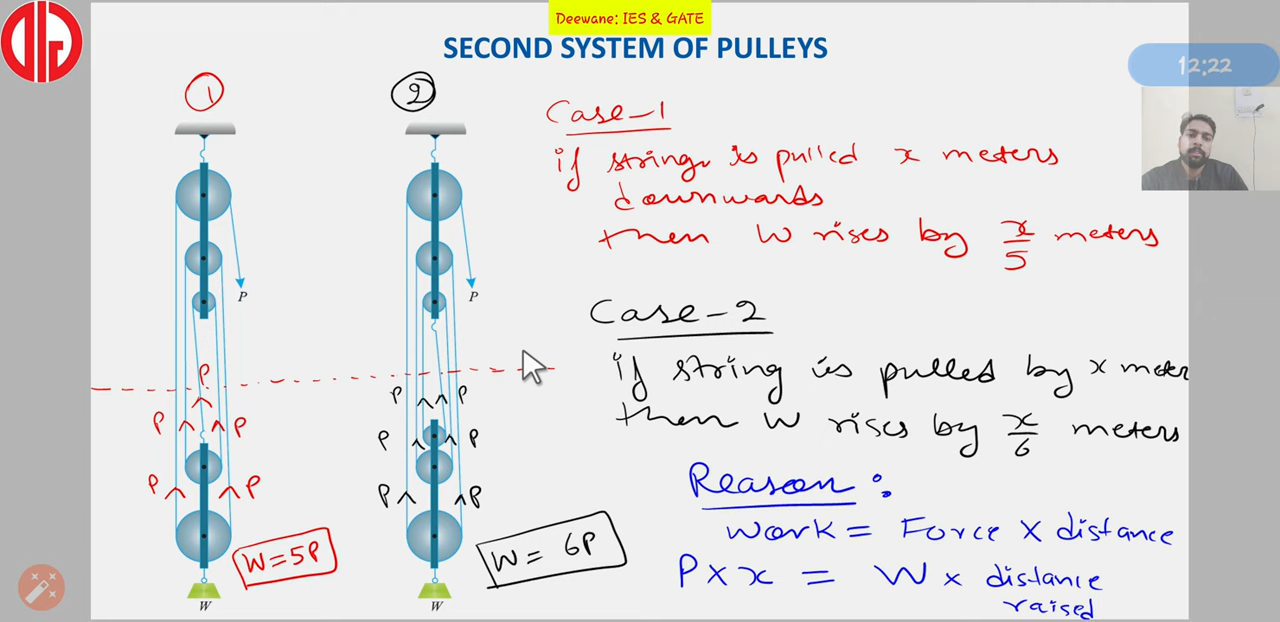 Deewane: IES & GATE
SECOND SYSTEM OF PULLEYS
12:22
1
2
Case-1
if string is pulled x meters
downwards
then W rises by x/5 meters
P
P
Case-2
if string is pulled by x meter
then W rises by x/6 meters
P
P P
P P
P P
P P
P P
Reason:
Work = Force × distance
P × x = W × distance
raised
W = 5P
W = 6P
W
W